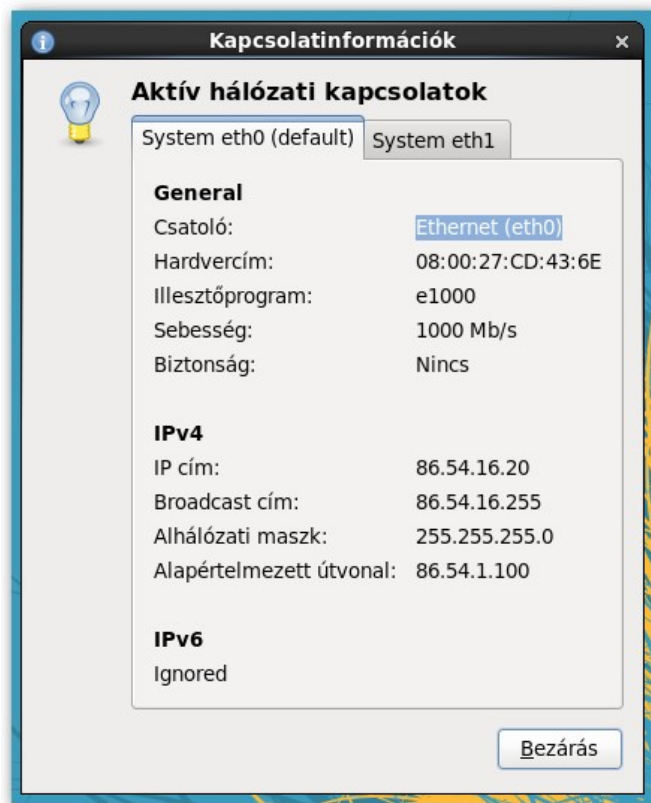 Kapcsolatinformációk
Aktív hálózati kapcsolatok
System eth0 (default) System eth1
General
Csatoló: Ethernet (eth0)
Hardvercím: 08:00:27:CD:43:6E
Illesztőprogram: e1000
Sebesség: 1000 Mb/s
Biztonság: Nincs
IPv4
IP cím: 86.54.16.20
Broadcast cím: 86.54.16.255
Alhálózati maszk: 255.255.255.0
Alapértelmezett útvonal: 86.54.1.100
IPv6
Ignored
Bezárás